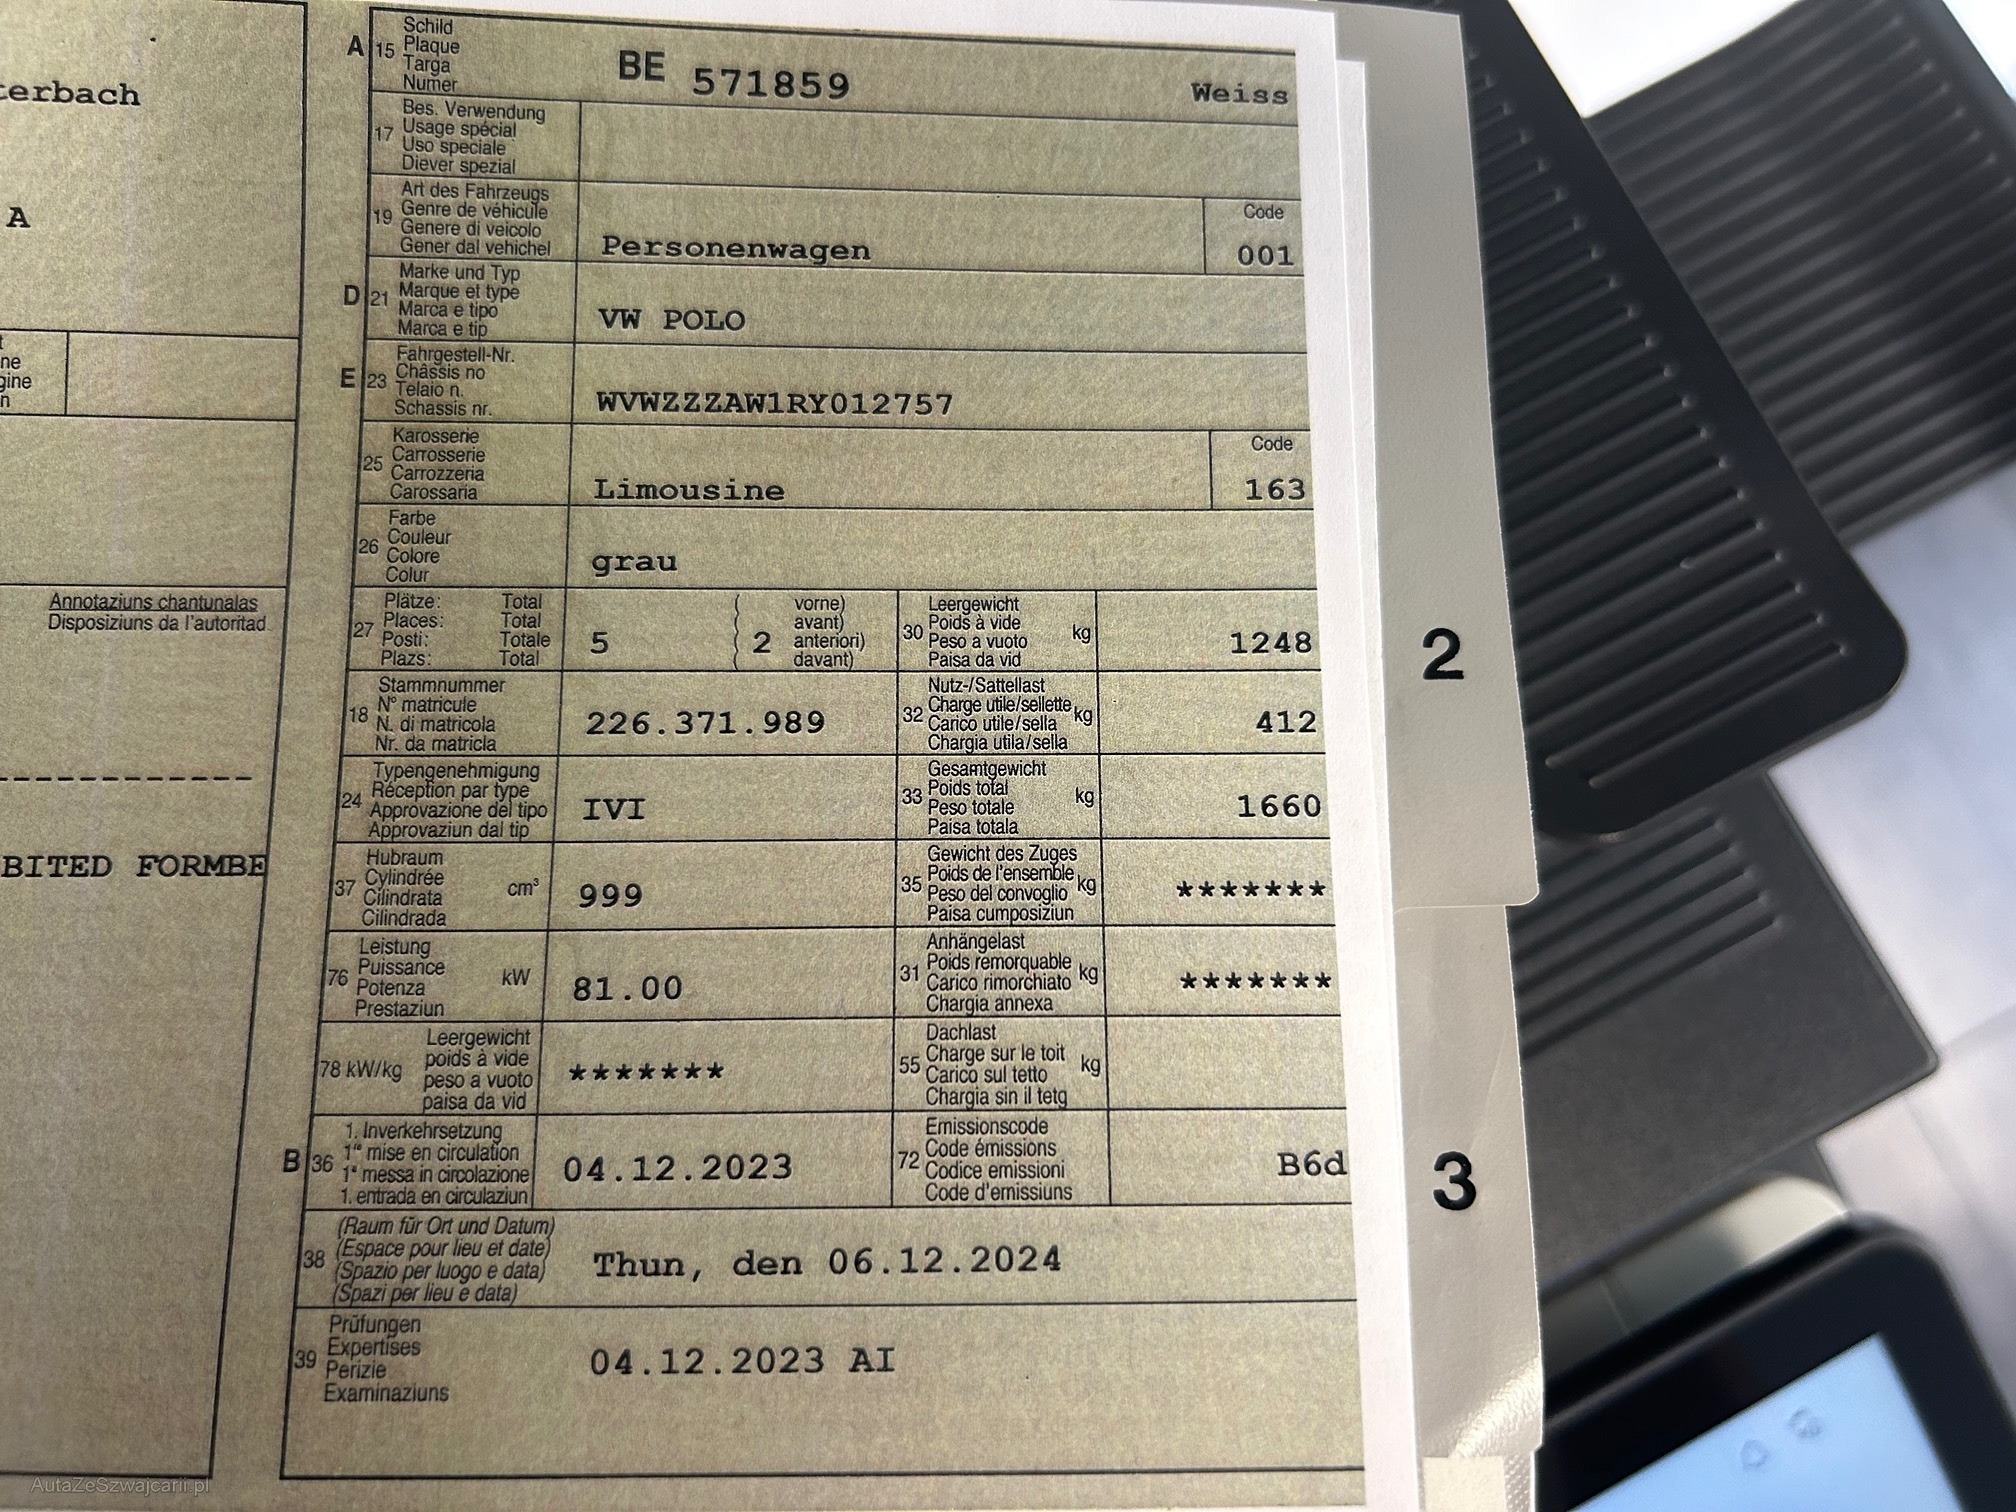 terbach
A
ne
gine
n
Annotaziuns chantunalas
Disposiziuns da l'autoritad
BITED FORMBE
A 15 Schild
Plaque
Targa
Numer
BE 571859 Weiss
17 Bes. Verwendung
Usage spécial
Uso speciale
Diever spezial
19 Art des Fahrzeugs
Genre de véhicule
Genere di veicolo
Gener dal vehichel
Personenwagen
Code
001
D 21 Marke und Typ
Marque et type
Marca e tipo
Marca e tip
VW POLO
E 23 Fahrgestell-Nr.
Châssis no
Telaio n.
Schassis nr.
WVWZZZAW1RY012757
25 Karosserie
Carrosserie
Carrozzeria
Carossaria
Limousine
Code
163
26 Farbe
Couleur
Colore
Colur
grau
27 Plätze: Total
Places: Total
Posti: Totale
Plazs: Total
5 ( 2 vorne)
avant)
anteriori)
davant)
30 Leergewicht
Poids à vide
Peso a vuoto
Paisa da vid
kg
1248
18 Stammnummer
N° matricule
N. di matricola
Nr. da matricla
226.371.989
32 Nutz-/Sattellast
Charge utile/sellette
Carico utile/sella
Chargia utila/sella
kg
412
24 Typengenehmigung
Réception par type
Approvazione del tipo
Approvaziun dal tip
IVI
33 Gesamtgewicht
Poids total
Peso totale
Paisa totala
kg
1660
37 Hubraum
Cylindrée
Cilindrata
Cilindrada
cm³
999
35 Gewicht des Zuges
Poids de l'ensemble
Peso del convoglio
Paisa cumposiziun
kg
*******
76 Leistung
Puissance
Potenza
Prestaziun
kW
81.00
31 Anhängelast
Poids remorquable
Carico rimorchiato
Chargia annexa
kg
*******
78 kW/kg
Leergewicht
poids à vide
peso a vuoto
paisa da vid
*******
55 Dachlast
Charge sur le toit
Carico sul tetto
Chargia sin il tetg
kg
B 36 1. Inverkehrsetzung
1re mise en circulation
1a messa in circolazione
1. entrada en circulaziun
04.12.2023
72 Emissionscode
Code émissions
Codice emissioni
Code d'emissiuns
B6d
38 (Raum für Ort und Datum)
(Espace pour lieu et date)
(Spazio per luogo e data)
(Spazi per lieu e data)
Thun, den 06.12.2024
39 Prüfungen
Expertises
Perizie
Examinaziuns
04.12.2023 AI
2
3
AutaZeSzwajcarii.pl